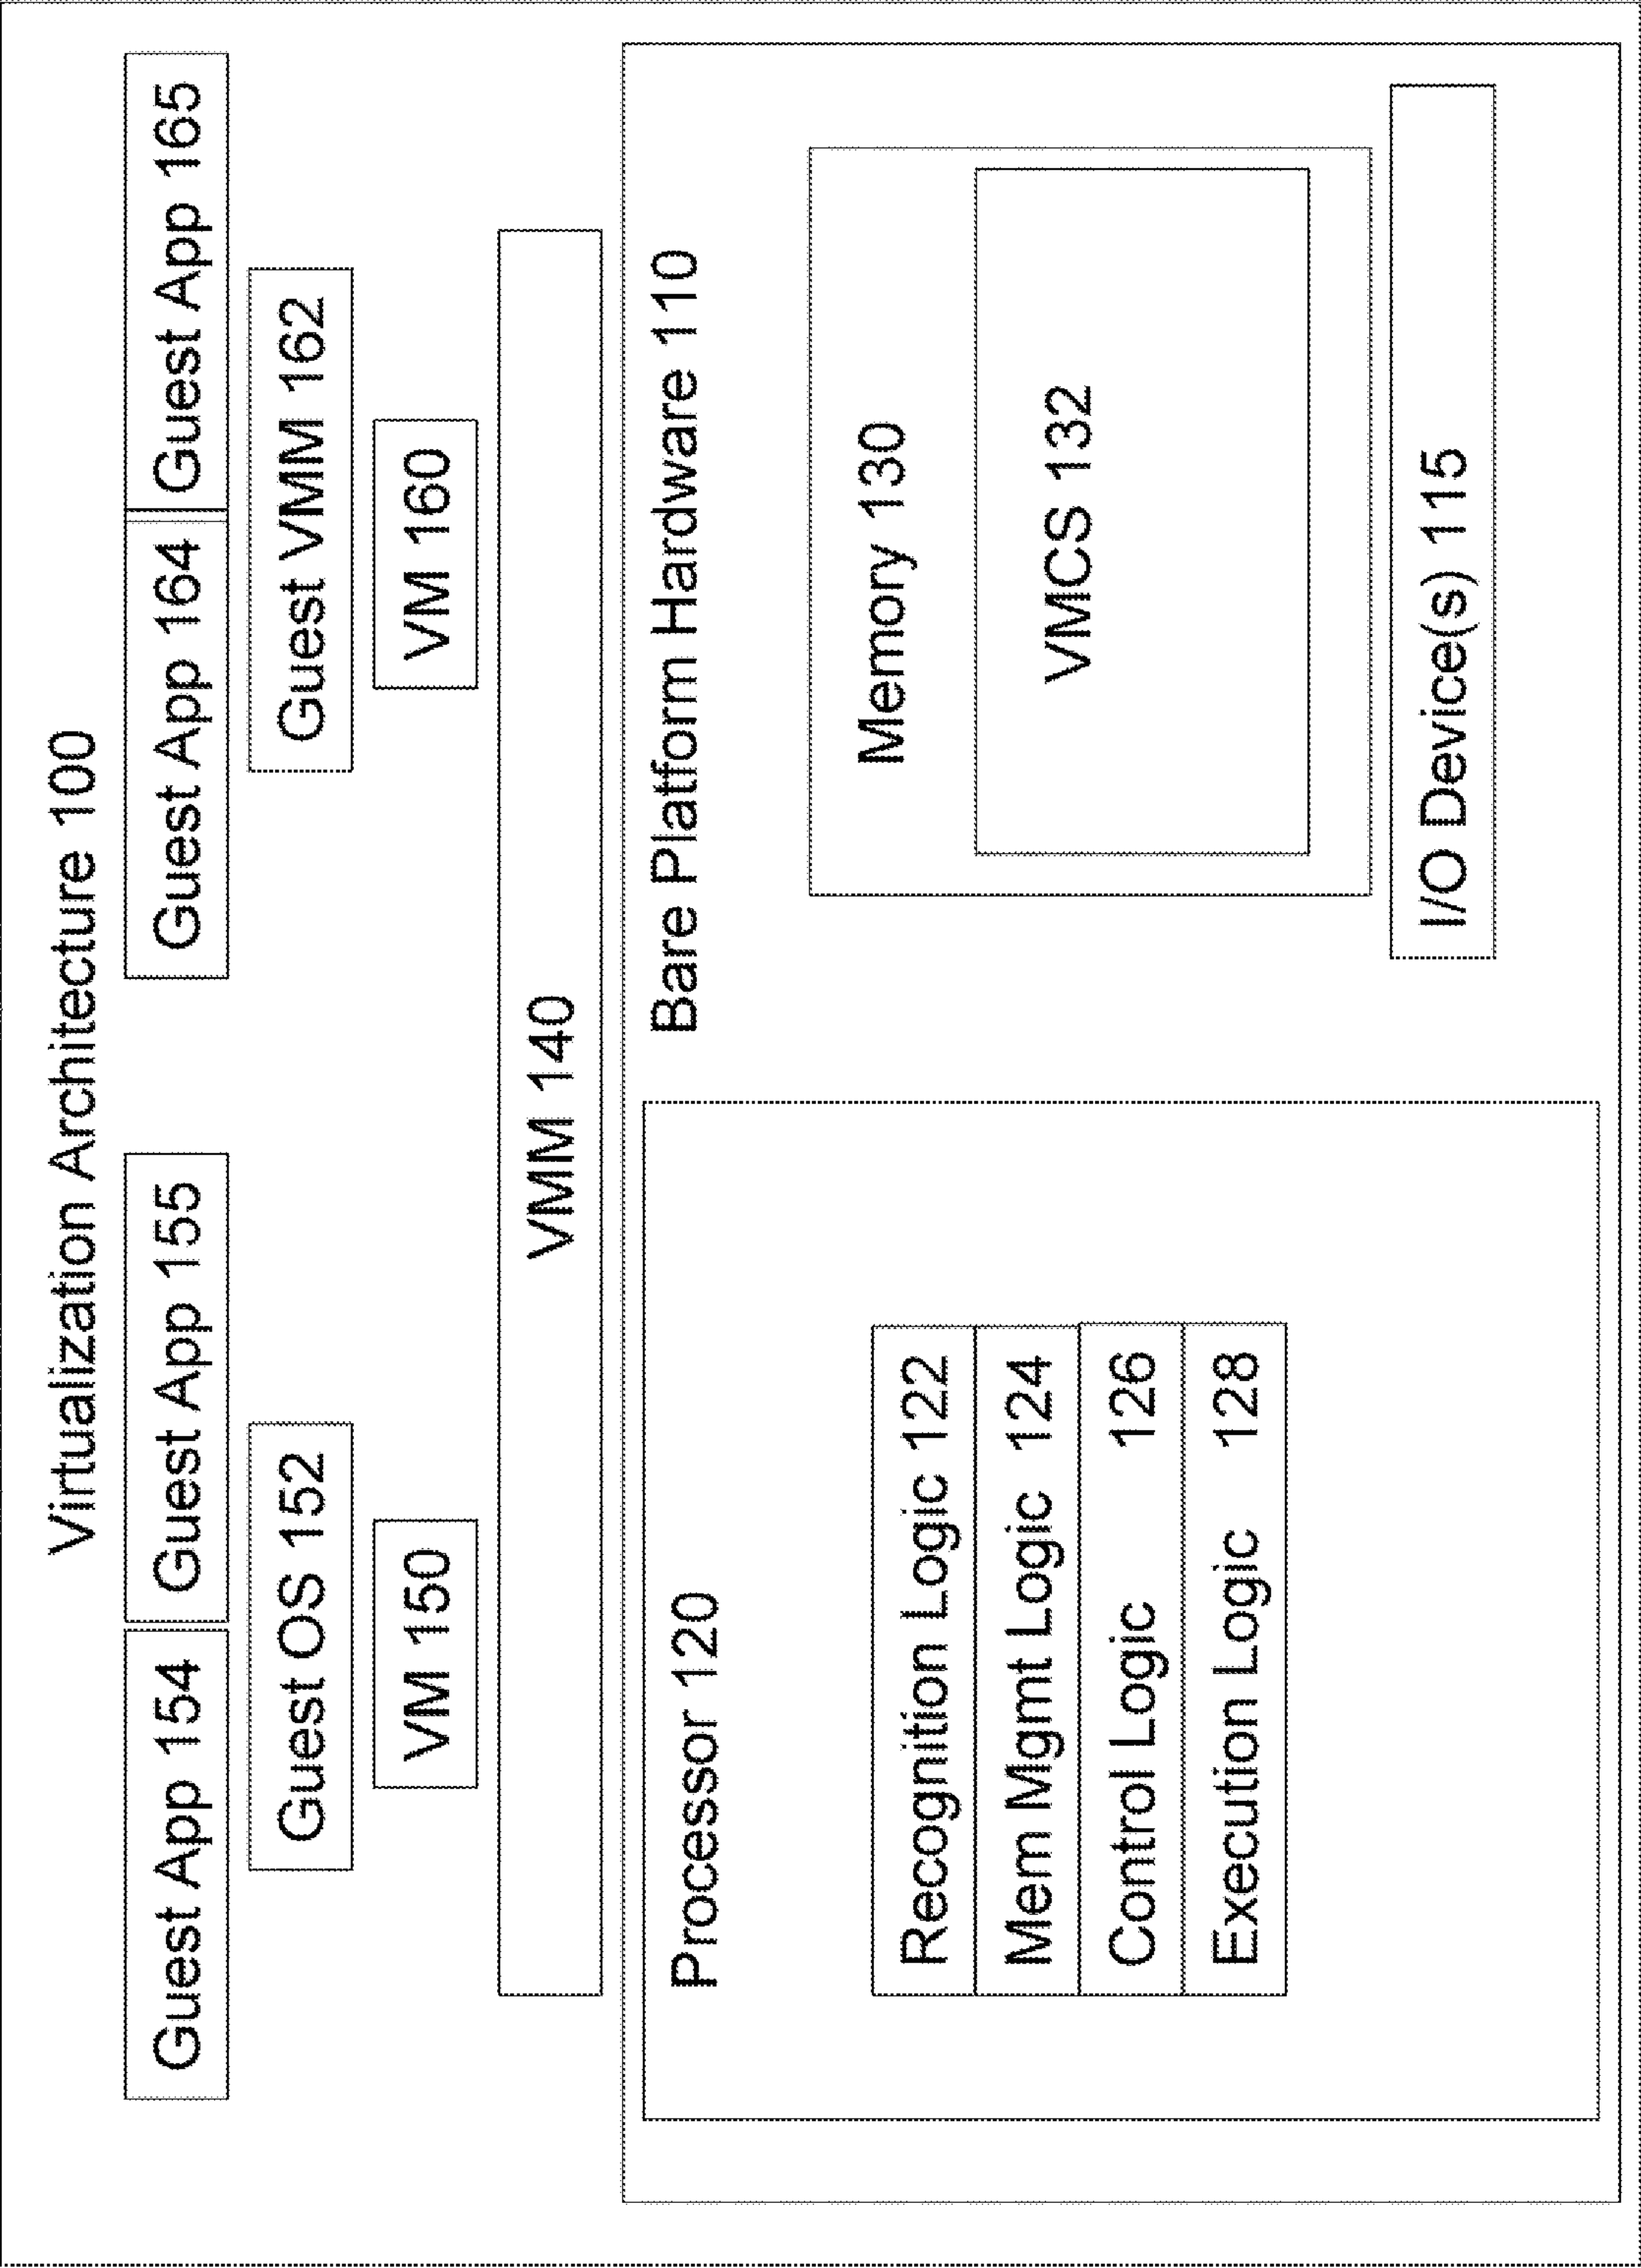 Virtualization Architecture 100
Guest App 154
Guest App 155
Guest App 164
Guest App 165
Guest OS 152
Guest VMM 162
VM 150
VM 160
VMM 140
Bare Platform Hardware 110
Processor 120
Recognition Logic 122
Mem Mgmt Logic 124
Control Logic 126
Execution Logic 128
Memory 130
VMCS 132
I/O Device(s) 115